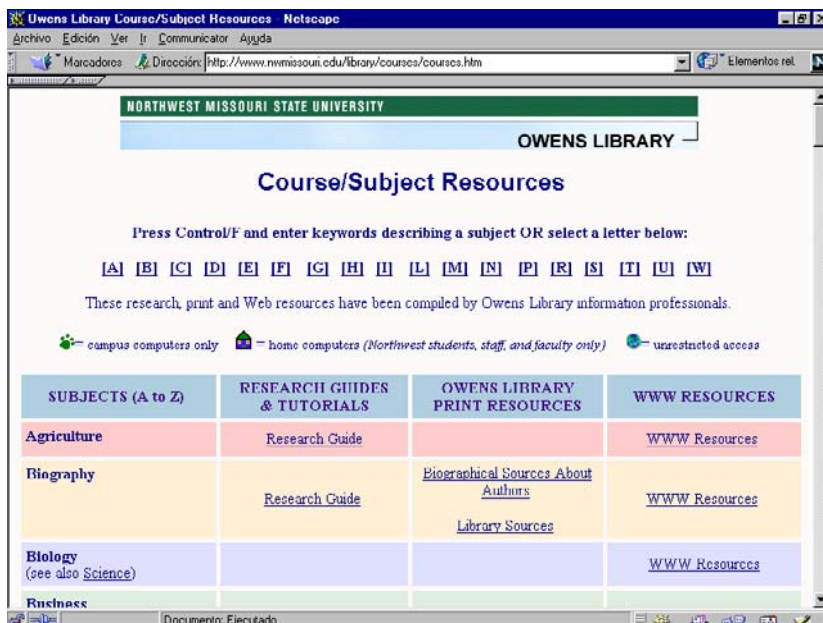 Owens Library Course/Subject Resources - Netscape
Archivo Edición Ver Ir Communicator Ayuda
Marcadores Dirección: http://www.nwmissouri.edu/library/courses/courses.htm Elementos rel.
NORTHWEST MISSOURI STATE UNIVERSITY
OWENS LIBRARY
Course/Subject Resources
Press Control/F and enter keywords describing a subject OR select a letter below:
[A] [B] [C] [D] [E] [F] [G] [H] [I] [L] [M] [N] [P] [R] [S] [T] [U] [W]
These research, print and Web resources have been compiled by Owens Library information professionals.
= campus computers only = home computers (Northwest students, staff, and faculty only) = unrestricted access
SUBJECTS (A to Z) RESEARCH GUIDES & TUTORIALS OWENS LIBRARY PRINT RESOURCES WWW RESOURCES
Agriculture Research Guide WWW Resources
Biography Research Guide Biographical Sources About Authors Library Sources WWW Resources
Biology
(see also Science) WWW Resources
Business
Documento: Ejecutado